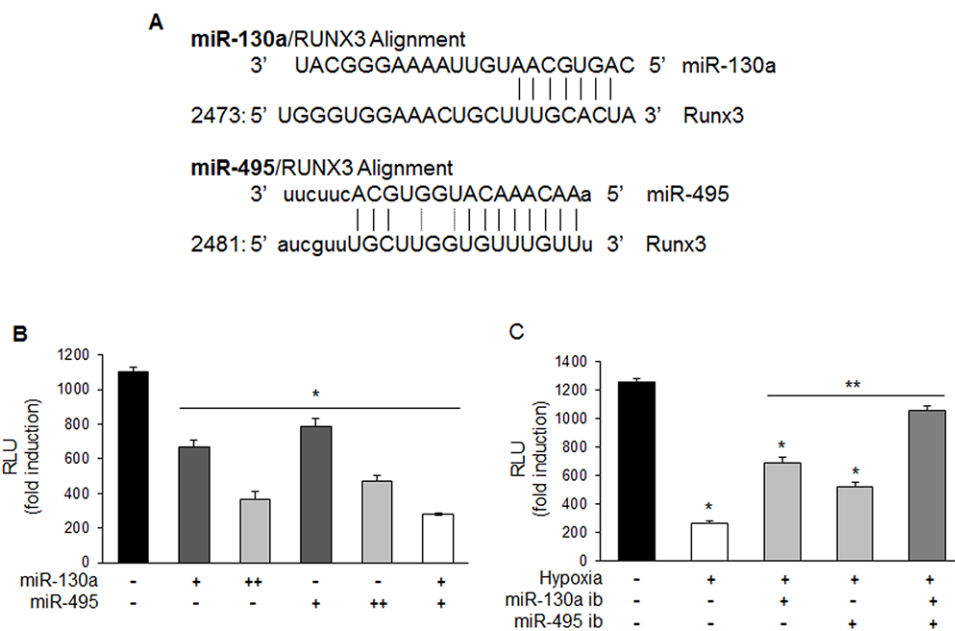 A
miR-130a/RUNX3 Alignment
3’ UACGGGAAAAUUGUAACGUGAC 5’ miR-130a
2473: 5’ UGGGUGGAAACUGCUUUGCACUA 3’ Runx3
miR-495/RUNX3 Alignment
3’ uucuucACGUGGUACAAACAAa 5’ miR-495
2481: 5’ aucguuUGCUUGGUGUUUGUUu 3’ Runx3
B
RLU
(fold induction)
1200
1000
800
600
400
200
0
*
miR-130a - + ++ - - +
miR-495 - - - + ++ +
C
RLU
(fold induction)
1400
1200
1000
800
600
400
200
0
**
* * *
Hypoxia - + + + +
miR-130a ib - - + - +
miR-495 ib - - - + +